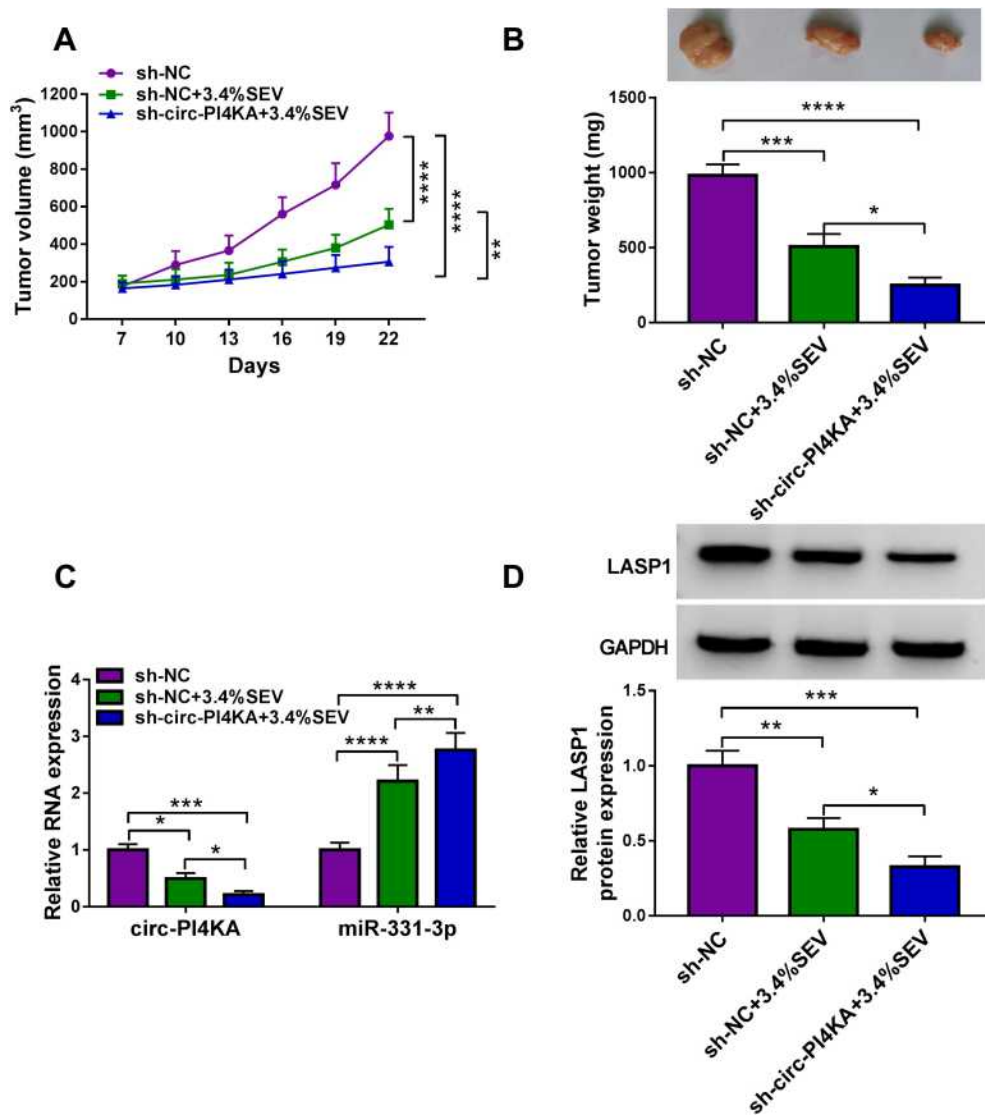 A
sh-NC
sh-NC+3.4%SEV
sh-circ-PI4KA+3.4%SEV
Tumor volume (mm³)
1200
1000
800
600
400
200
0
7 10 13 16 19 22
Days
****
****
**
B
Tumor weight (mg)
1500
1000
500
0
****
***
*
sh-NC
sh-NC+3.4%SEV
sh-circ-PI4KA+3.4%SEV
C
sh-NC
sh-NC+3.4%SEV
sh-circ-PI4KA+3.4%SEV
Relative RNA expression
4
3
2
1
0
***
*
*
****
**
****
circ-PI4KA miR-331-3p
D
LASP1
GAPDH
Relative LASP1
protein expression
1.5
1.0
0.5
0.0
***
**
*
sh-NC
sh-NC+3.4%SEV
sh-circ-PI4KA+3.4%SEV